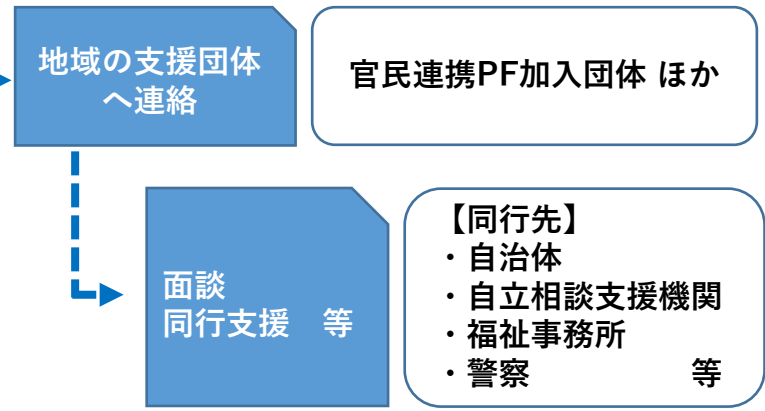 地域の支援団体
へ連絡
官民連携PF加入団体 ほか
面談
同行支援　等
【同行先】
・自治体
・自立相談支援機関
・福祉事務所
・警察　　　　等